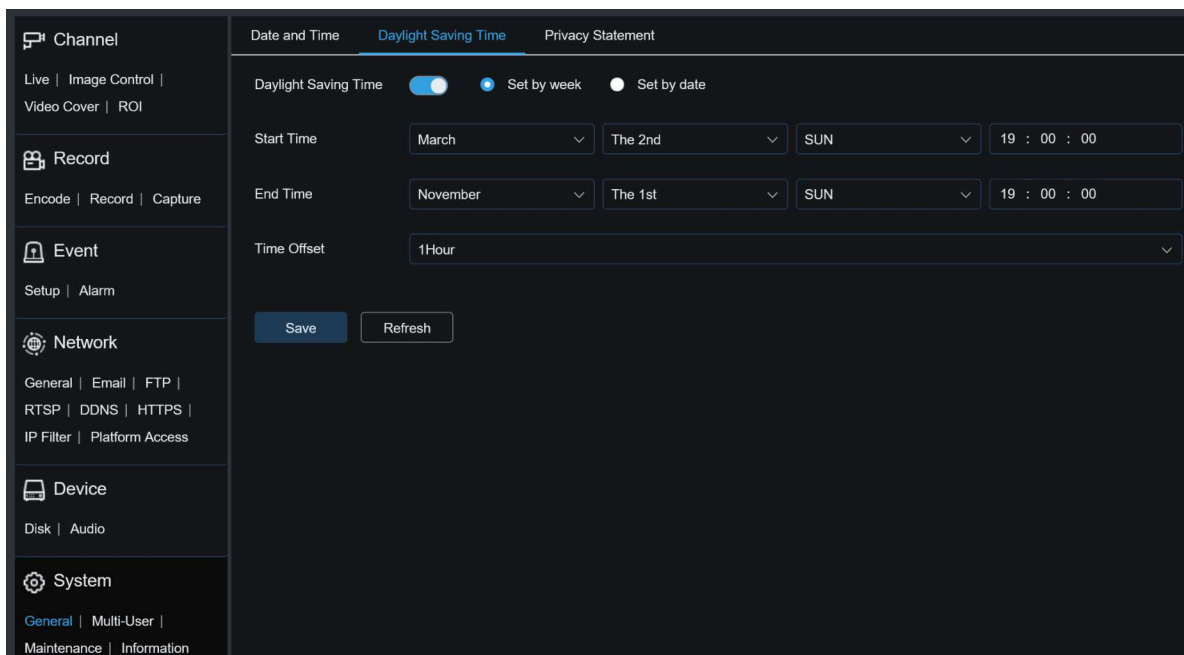 Channel
Live | Image Control |
Video Cover | ROI
Record
Encode | Record | Capture
Event
Setup | Alarm
Network
General | Email | FTP |
RTSP | DDNS | HTTPS |
IP Filter | Platform Access
Device
Disk | Audio
System
General | Multi-User |
Maintenance | Information
Date and Time Daylight Saving Time Privacy Statement
Daylight Saving Time Set by week Set by date
Start Time March The 2nd SUN 19 : 00 : 00
End Time November The 1st SUN 19 : 00 : 00
Time Offset 1Hour
Save Refresh